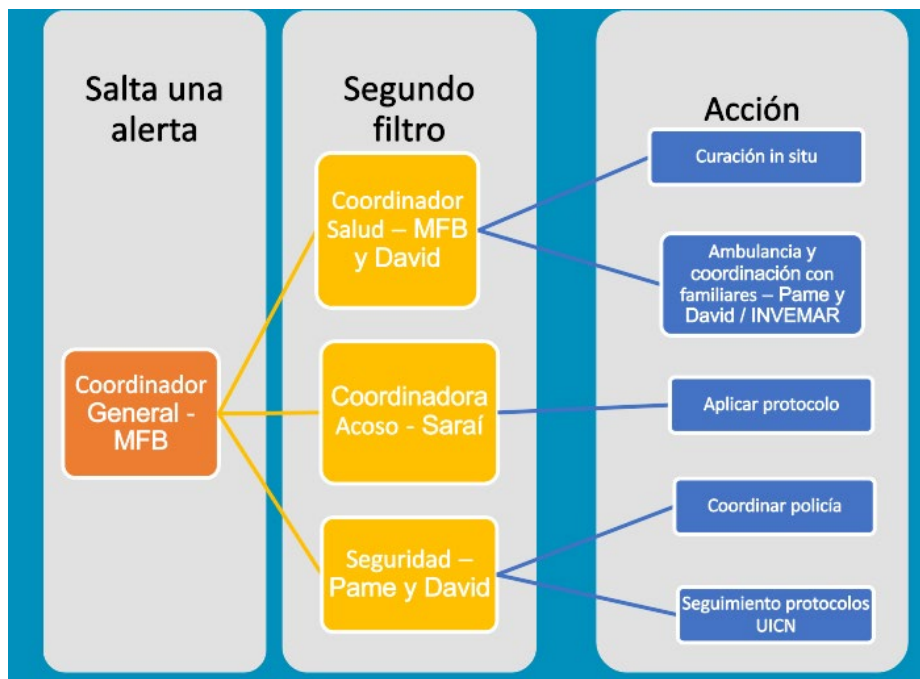 Salta una
alerta
Coordinador
General -
MFB
Segundo
filtro
Coordinador
Salud – MFB
y David
Coordinadora
Acoso - Saraí
Seguridad –
Pame y David
Acción
Curación in situ
Ambulancia y
coordinación con
familiares – Pame y
David / INVEMAR
Aplicar protocolo
Coordinar policía
Seguimiento protocolos
UICN